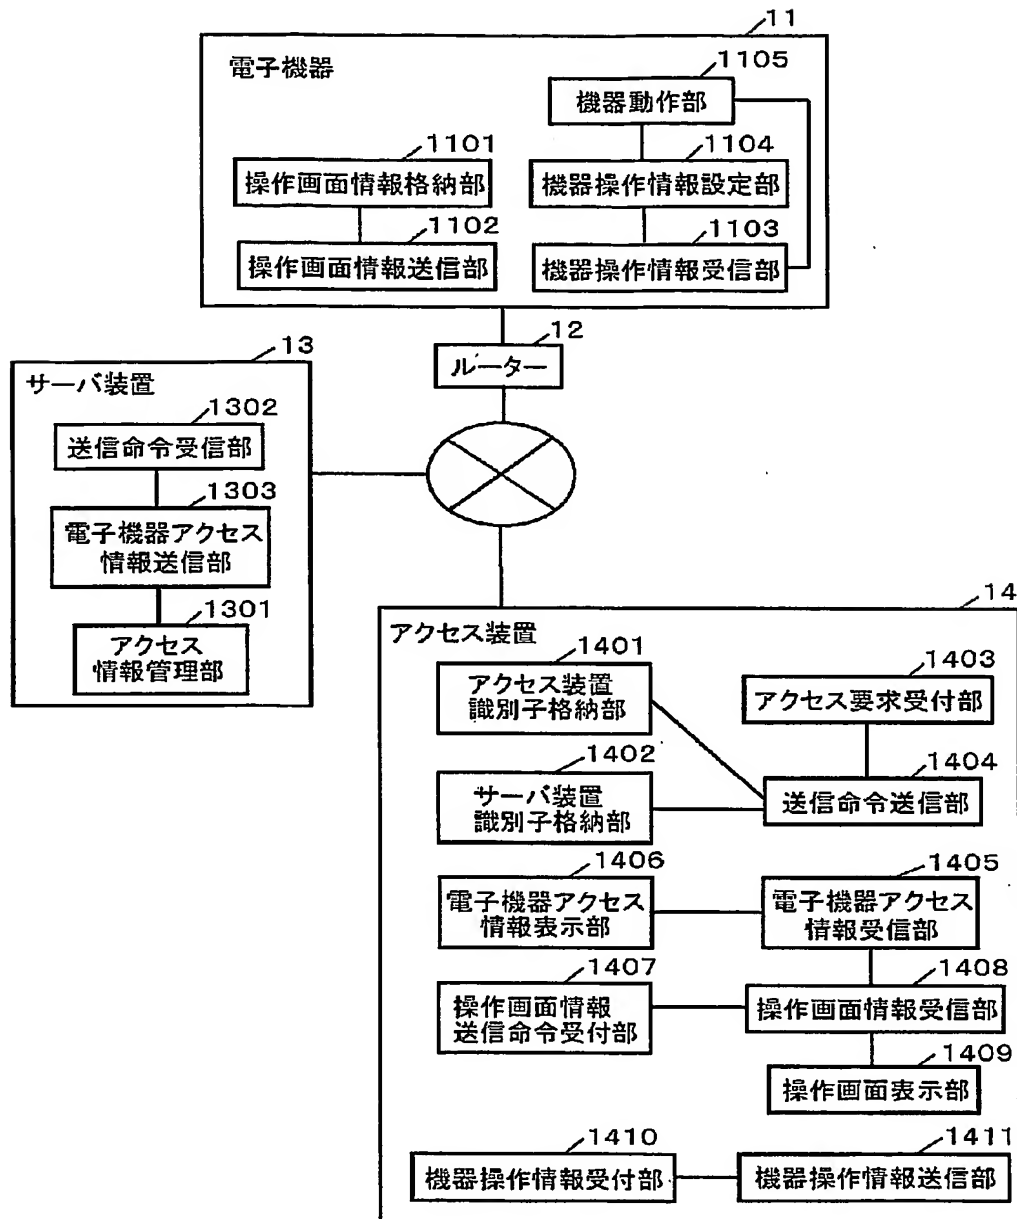 11
電子機器
1105
機器動作部
1101
操作画面情報格納部
1104
機器操作情報設定部
1102
操作画面情報送信部
1103
機器操作情報受信部
12
ルーター
13
サーバ装置
1302
送信命令受信部
1303
電子機器アクセス
情報送信部
1301
アクセス
情報管理部
14
アクセス装置
1401
アクセス装置
識別子格納部
1403
アクセス要求受付部
1402
サーバ装置
識別子格納部
1404
送信命令送信部
1406
電子機器アクセス
情報表示部
1405
電子機器アクセス
情報受信部
1407
操作画面情報
送信命令受付部
1408
操作画面情報受信部
1409
操作画面表示部
1410
機器操作情報受付部
1411
機器操作情報送信部